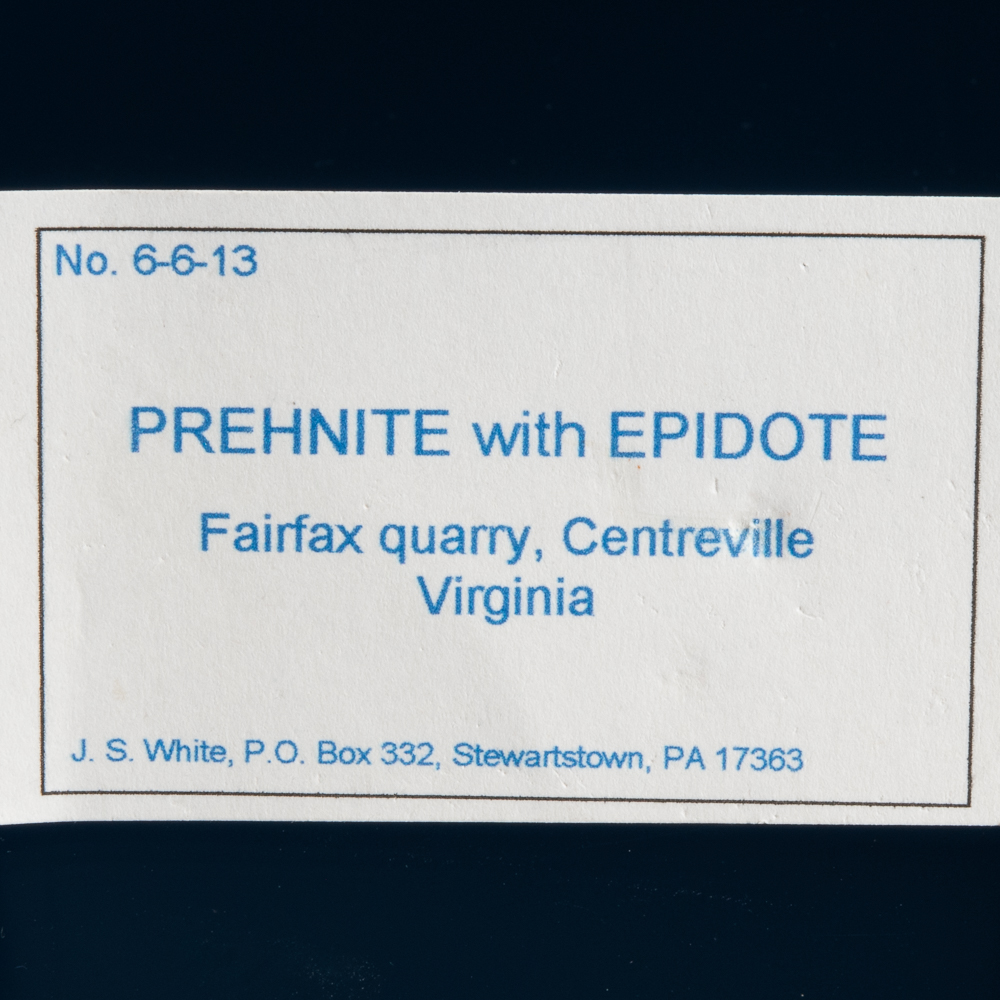 No. 6-6-13
PREHNITE with EPIDOTE
Fairfax quarry, Centreville
Virginia
J. S. White, P.O. Box 332, Stewartstown, PA 17363